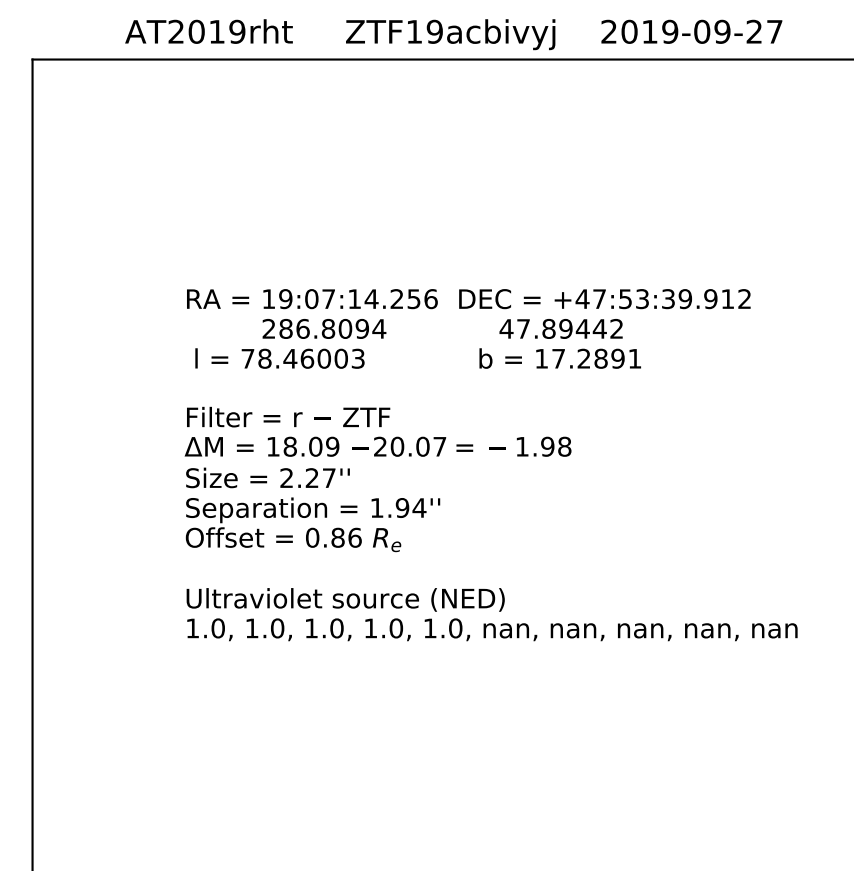 AT2019rht ZTF19acbivyj 2019-09-27
RA = 19:07:14.256 DEC = +47:53:39.912
286.8094 47.89442
l = 78.46003 b = 17.2891
Filter = r − ZTF
ΔM = 18.09 −20.07 = − 1.98
Size = 2.27''
Separation = 1.94''
Offset = 0.86 Re
Ultraviolet source (NED)
1.0, 1.0, 1.0, 1.0, 1.0, nan, nan, nan, nan, nan